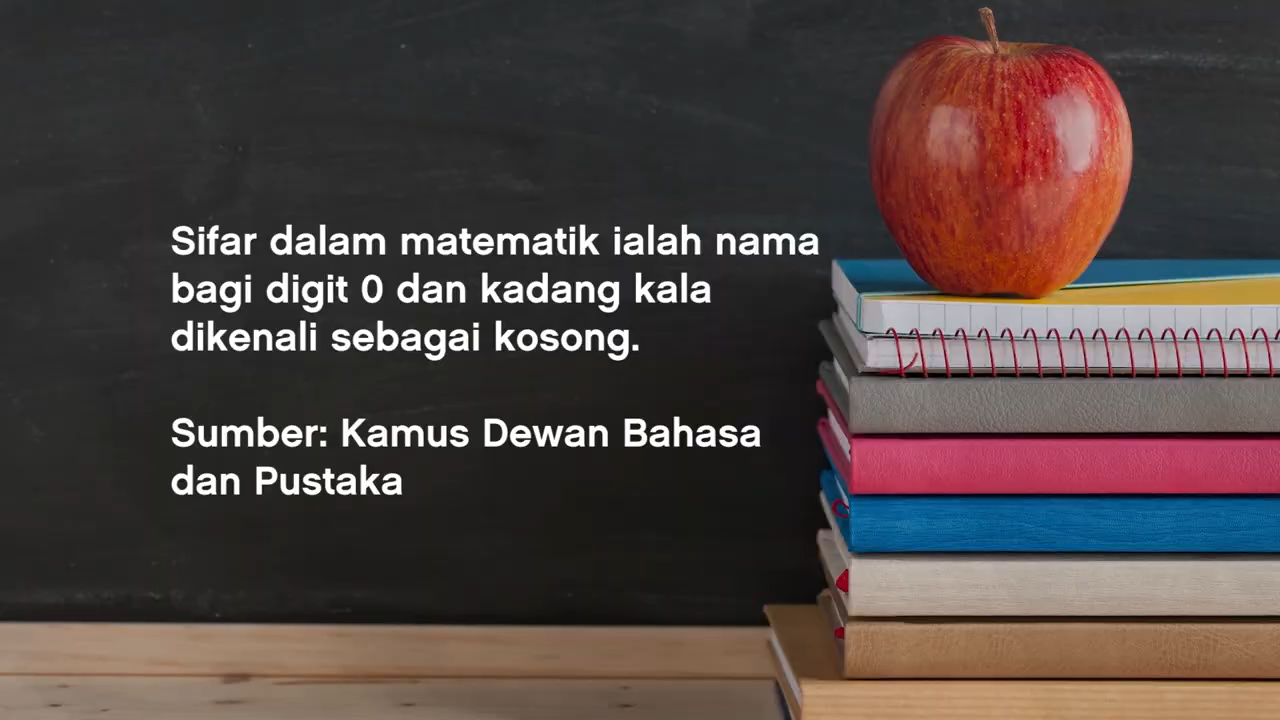 Sifar dalam matematik ialah nama
bagi digit 0 dan kadang kala
dikenali sebagai kosong.
Sumber: Kamus Dewan Bahasa
dan Pustaka